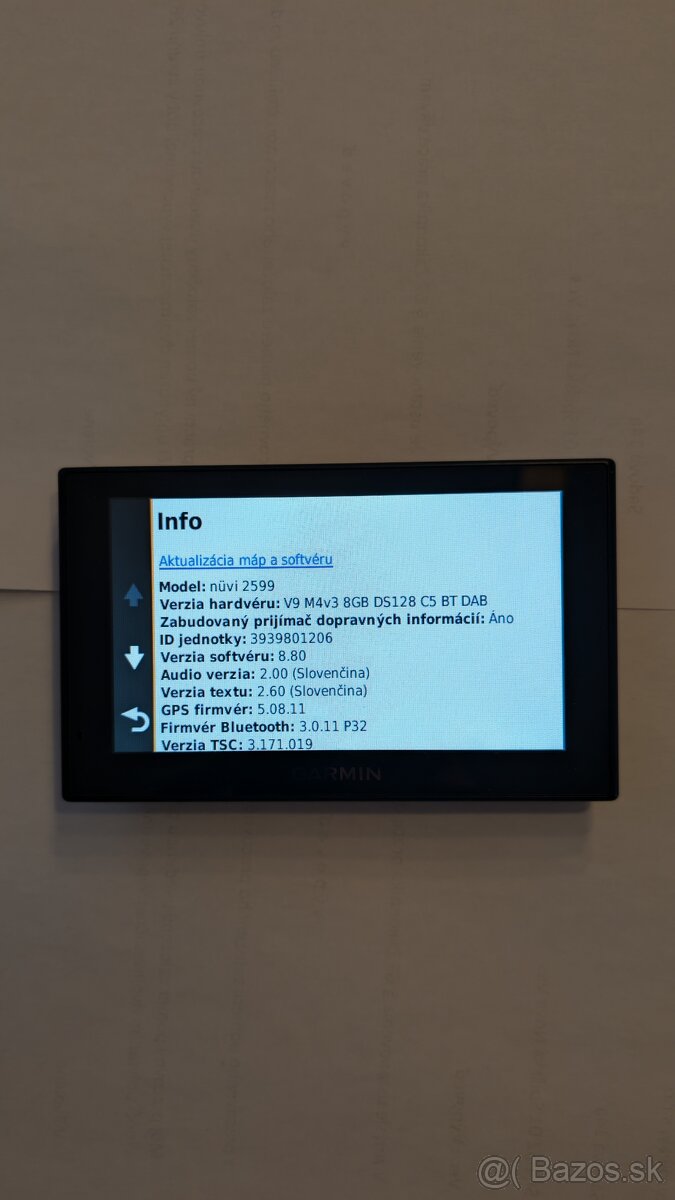 Info
Aktualizácia máp a softvéru
Model: nüvi 2599
Verzia hardvéru: V9 M4v3 8GB DS128 C5 BT DAB
Zabudovaný prijímač dopravných informácií: Áno
ID jednotky: 3939801206
Verzia softvéru: 8.80
Audio verzia: 2.00 (Slovenčina)
Verzia textu: 2.60 (Slovenčina)
GPS firmvér: 5.08.11
Firmvér Bluetooth: 3.0.11 P32
Verzia TSC: 3.171.019
GARMIN
@( Bazos.sk